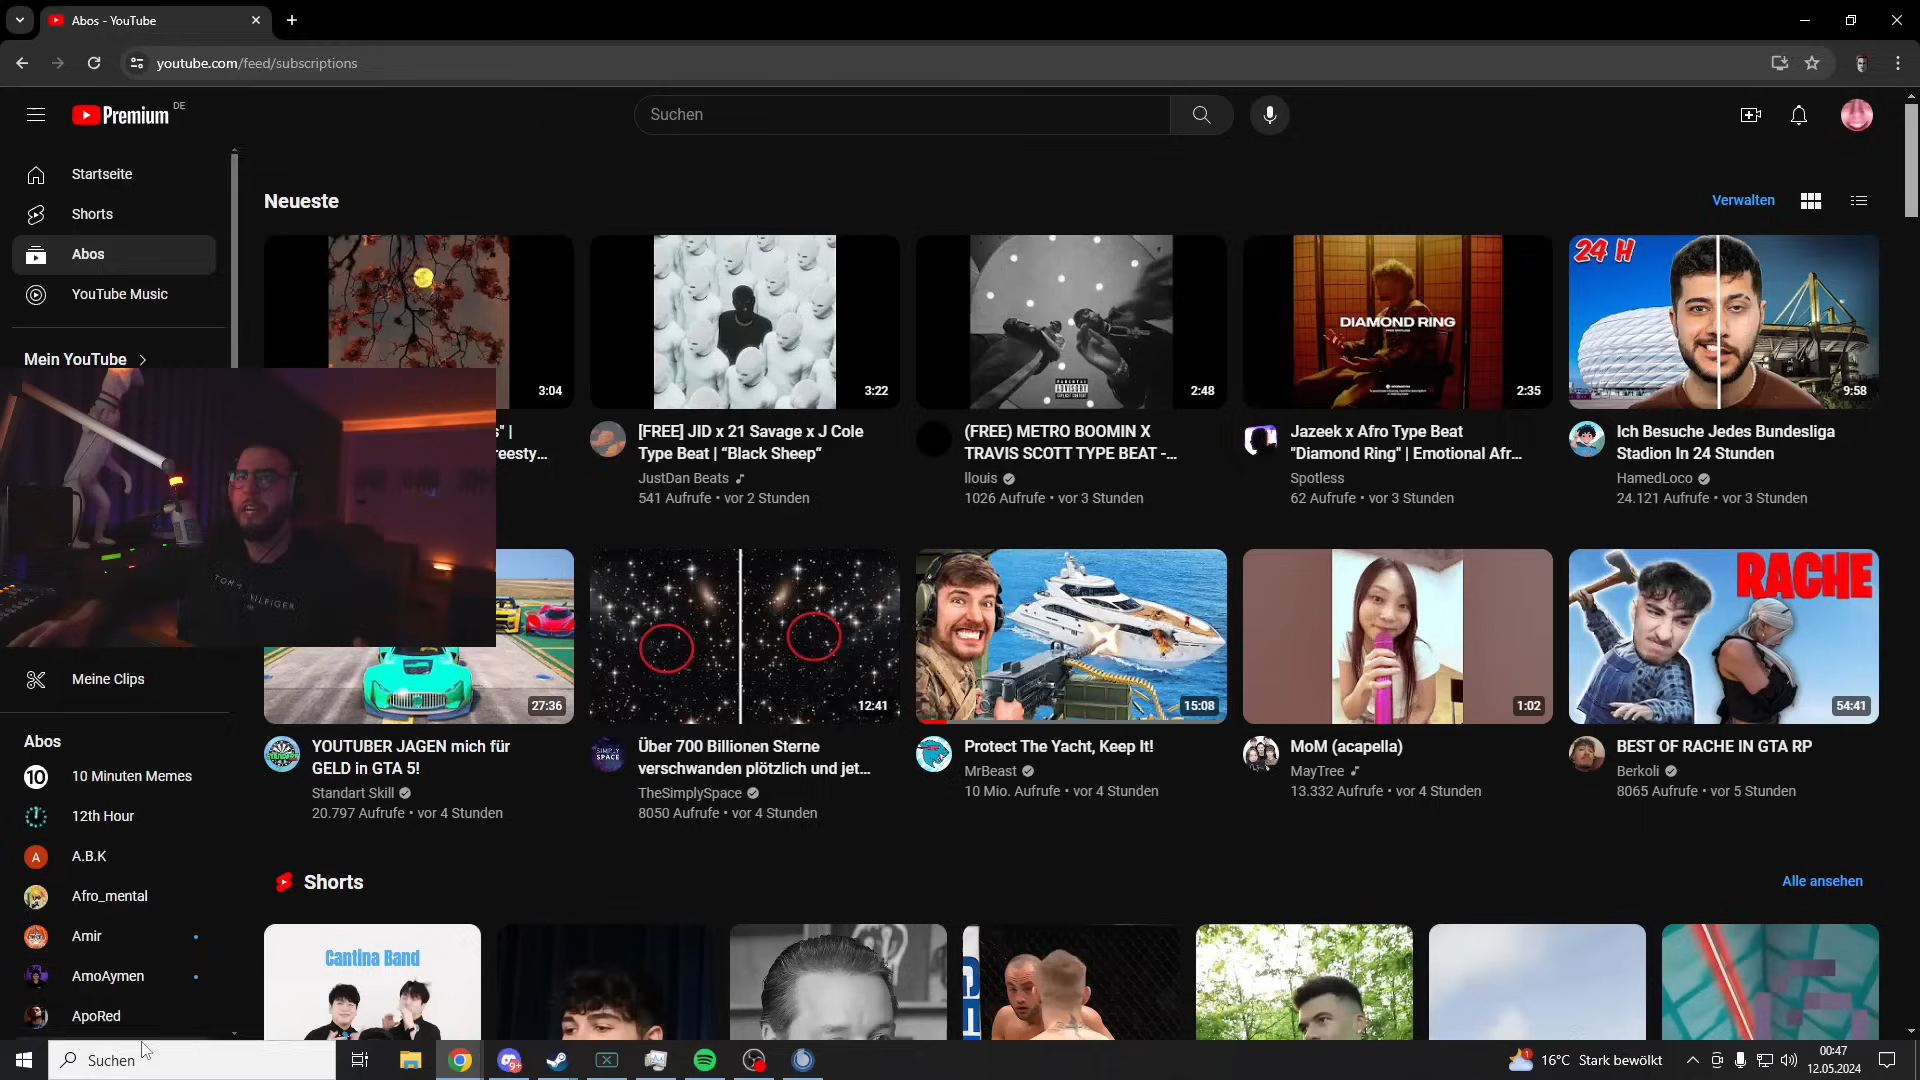 Abos - YouTube
youtube.com/feed/subscriptions
Premium DE
Suchen
Startseite
Shorts
Abos
YouTube Music
Mein YouTube
Meine Clips
Abos
10 Minuten Memes
12th Hour
A.B.K
Afro_mental
Amir
AmoAymen
ApoRed
Neueste
Verwalten
3:04
s" |
reesty...
3:22
[FREE] JID x 21 Savage x J Cole
Type Beat | “Black Sheep“
JustDan Beats
541 Aufrufe • vor 2 Stunden
2:48
(FREE) METRO BOOMIN X
TRAVIS SCOTT TYPE BEAT -...
llouis
1026 Aufrufe • vor 3 Stunden
DIAMOND RING
2:35
Jazeek x Afro Type Beat
"Diamond Ring" | Emotional Afr...
Spotless
62 Aufrufe • vor 3 Stunden
24 H
9:58
Ich Besuche Jedes Bundesliga
Stadion In 24 Stunden
HamedLoco
24.121 Aufrufe • vor 3 Stunden
27:36
YOUTUBER JAGEN mich für
GELD in GTA 5!
Standart Skill
20.797 Aufrufe • vor 4 Stunden
12:41
Über 700 Billionen Sterne
verschwanden plötzlich und jet...
TheSimplySpace
8050 Aufrufe • vor 4 Stunden
15:08
Protect The Yacht, Keep It!
MrBeast
10 Mio. Aufrufe • vor 4 Stunden
1:02
MoM (acapella)
MayTree
13.332 Aufrufe • vor 4 Stunden
RACHE
54:41
BEST OF RACHE IN GTA RP
Berkoli
8065 Aufrufe • vor 5 Stunden
Shorts
Alle ansehen
Cantina Band
Suchen
16°C Stark bewölkt
00:47
12.05.2024